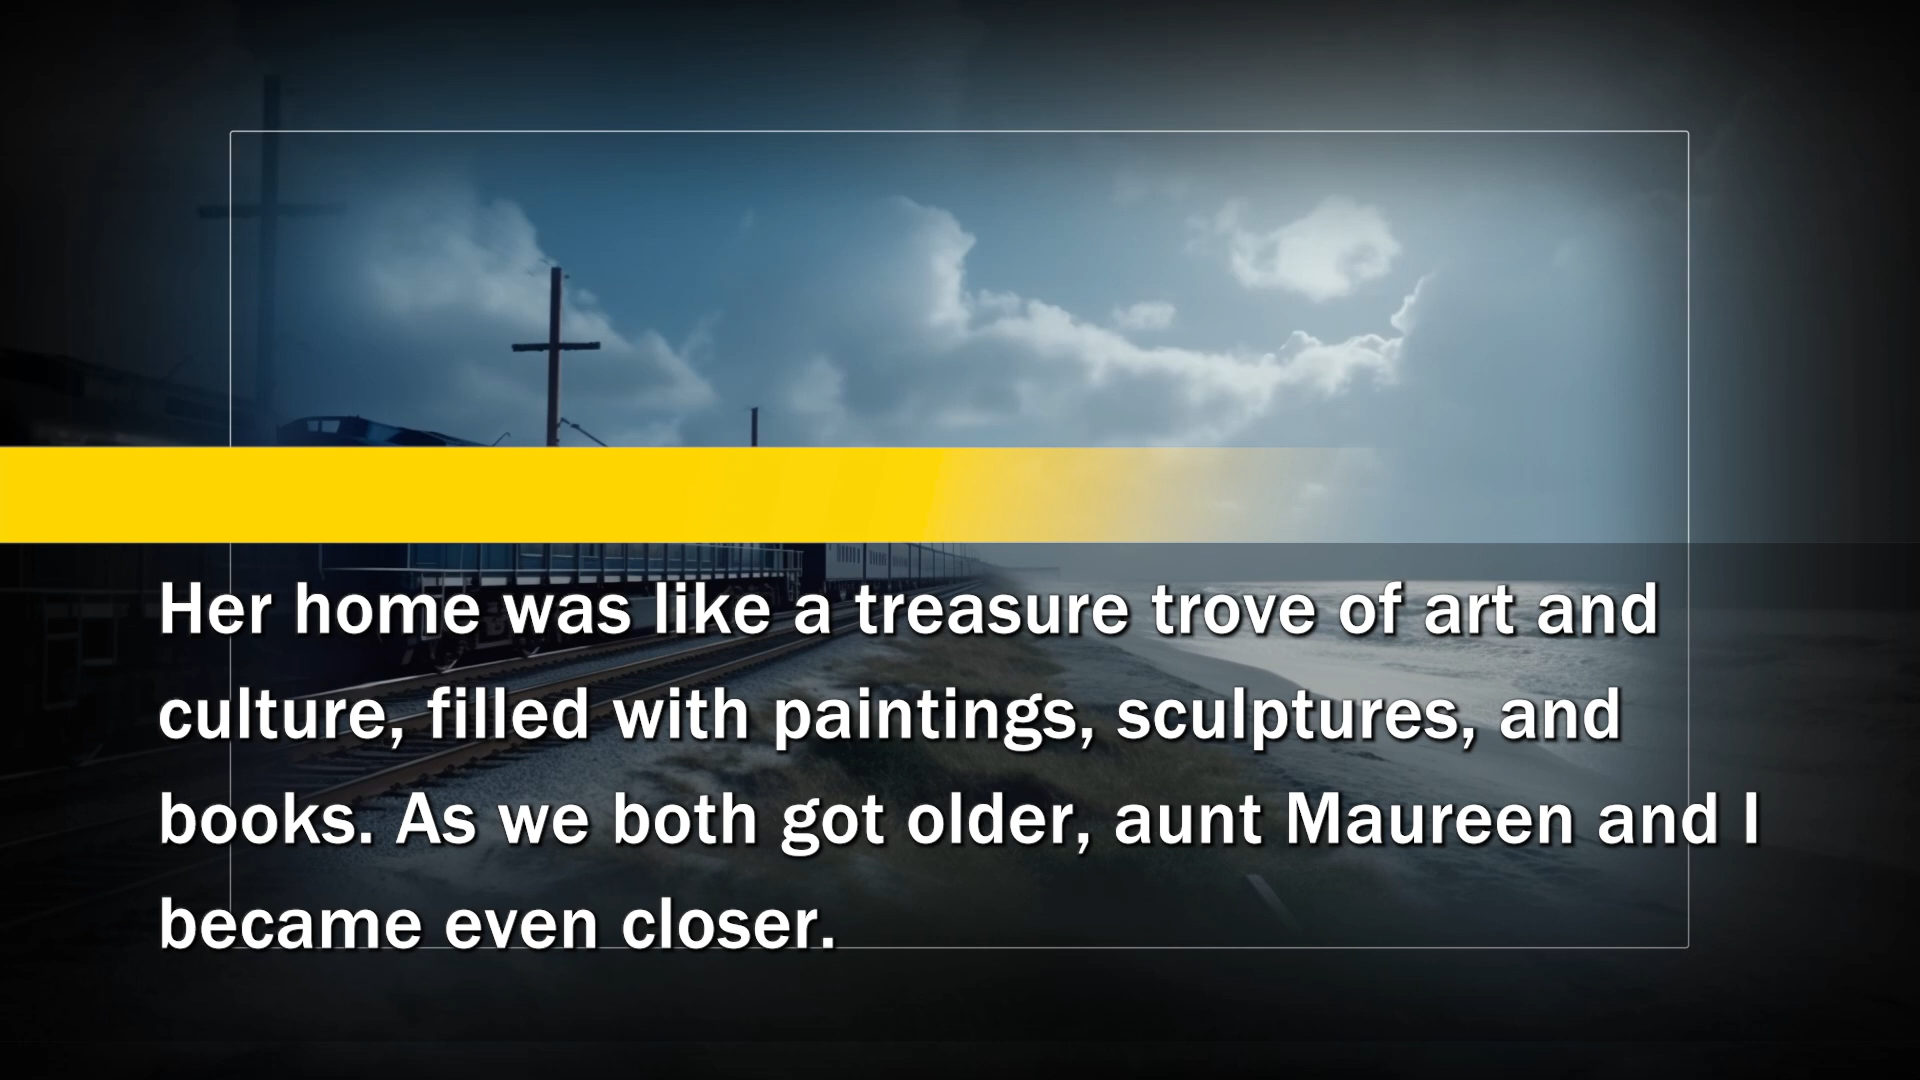 Her home was like a treasure trove of art and
culture, filled with paintings, sculptures, and
books. As we both got older, aunt Maureen and I
became even closer.